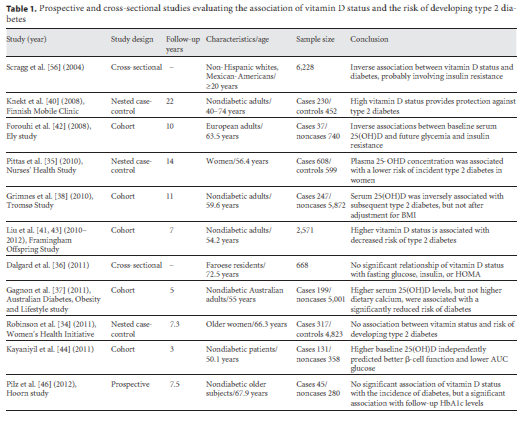 Table 1. Prospective and cross-sectional studies evaluating the association of vitamin D status and the risk of developing type 2 dia-
betes
Study (year) Study design Follow-up Characteristics/age Sample size Conclusion
years
Scragg et al. [56] (2004) Cross-sectional – Non-Hispanic whites, 6,228 Inverse association between vitamin D status and
Mexican-Americans/ diabetes, probably involving insulin resistance
≥20 years
Knekt et al. [40] (2008), Nested case- 22 Nondiabetic adults/ Cases 230/ High vitamin D status provides protection against
Finnish Mobile Clinic control 40–74 years controls 452 type 2 diabetes
Forouhi et al. [42] (2008), Cohort 10 European adults/ Cases 37/ Inverse associations between baseline serum
Ely study 63.5 years noncases 740 25(OH)D and future glycemia and insulin
resistance
Pittas et al. [35] (2010), Nested case- 14 Women/56.4 years Cases 608/ Plasma 25-OHD concentration was associated
Nurses' Health Study control controls 599 with a lower risk of incident type 2 diabetes in
women
Grimnes et al. [38] (2010), Cohort 11 Nondiabetic adults/ Cases 247/ Serum 25(OH)D was inversely associated with
Tromsø Study 59.6 years noncases 5,872 subsequent type 2 diabetes, but not after
adjustment for BMI
Liu et al. [41, 43] (2010– Cohort 7 Nondiabetic adults/ 2,571 Higher vitamin D status is associated with
2012), Framingham 54.2 years decreased risk of type 2 diabetes
Offspring Study
Dalgard et al. [36] (2011) Cross-sectional – Faroese residents/ 668 No significant relationship of vitamin D status
72.5 years with fasting glucose, insulin, or HOMA
Gagnon et al. [37] (2011), Cohort 5 Nondiabetic Australian Cases 199/ Higher serum 25(OH)D levels, but not higher
Australian Diabetes, Obesity adults/55 years noncases 5,001 dietary calcium, were associated with a
and Lifestyle study significantly reduced risk of diabetes
Robinson et al. [34] (2011), Nested case- 7.3 Older women/66.3 years Cases 317/ No association between vitamin status and risk of
Women's Health Initiative control controls 4,823 developing type 2 diabetes
Kayaniyil et al. [44] (2011) Cohort 3 Nondiabetic patients/ Cases 131/ Higher baseline 25(OH)D independently
50.1 years noncases 358 predicted better β-cell function and lower AUC
glucose
Pilz et al. [46] (2012), Prospective 7.5 Nondiabetic older Cases 45/ No significant association of vitamin D status
Hoorn study subjects/67.9 years noncases 280 with the incidence of diabetes, but a significant
association with follow-up HbA1c levels